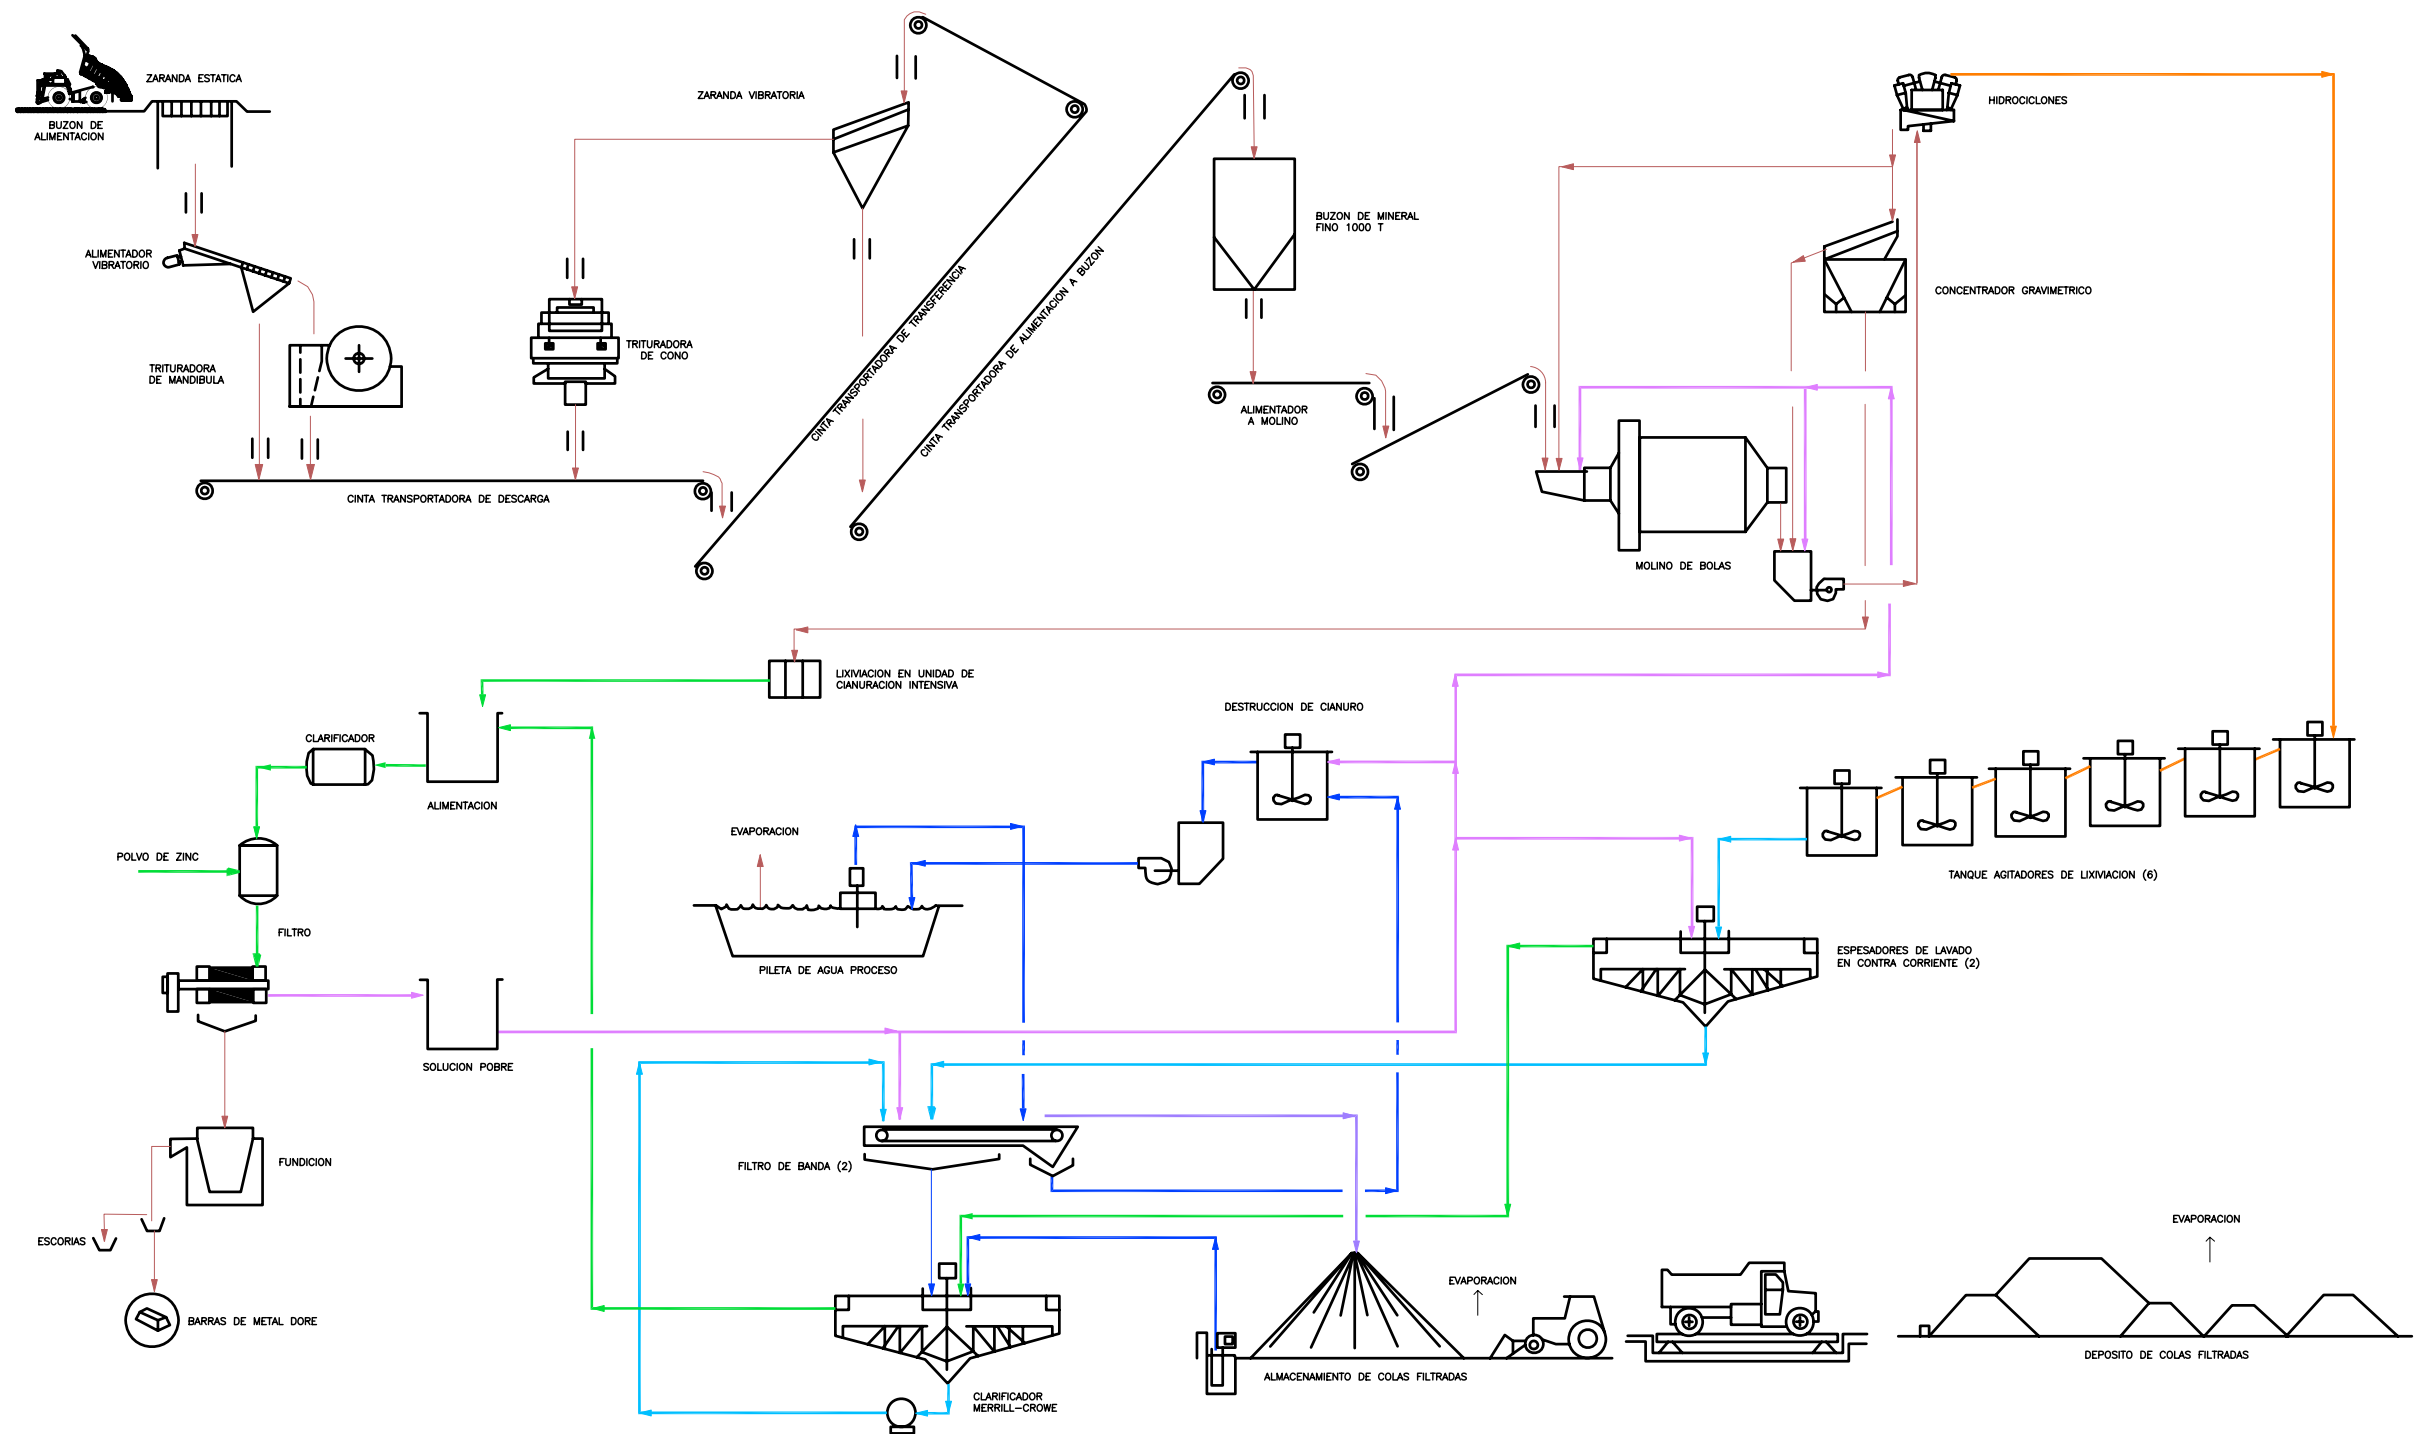 ZARANDA ESTATICA
BUZON DE
ALIMENTACION
ALIMENTADOR
VIBRATORIO
TRITURADORA
DE MANDIBULA
CINTA TRANSPORTADORA DE DESCARGA
TRITURADORA
DE CONO
ZARANDA VIBRATORIA
CINTA TRANSPORTADORA DE TRANSFERENCIA
CINTA TRANSPORTADORA DE ALIMENTACION A BUZON
BUZON DE MINERAL
FINO 1000 T
ALIMENTADOR
A MOLINO
MOLINO DE BOLAS
HIDROCICLONES
CONCENTRADOR GRAVIMETRICO
LIXIVIACION EN UNIDAD DE
CIANURACION INTENSIVA
DESTRUCCION DE CIANURO
CLARIFICADOR
ALIMENTACION
POLVO DE ZINC
FILTRO
EVAPORACION
PILETA DE AGUA PROCESO
TANQUE AGITADORES DE LIXIVIACION (6)
ESPESADORES DE LAVADO
EN CONTRA CORRIENTE (2)
SOLUCION POBRE
FUNDICION
FILTRO DE BANDA (2)
ESCORIAS
BARRAS DE METAL DORE
CLARIFICADOR
MERRILL-CROWE
EVAPORACION
ALMACENAMIENTO DE COLAS FILTRADAS
EVAPORACION
DEPOSITO DE COLAS FILTRADAS